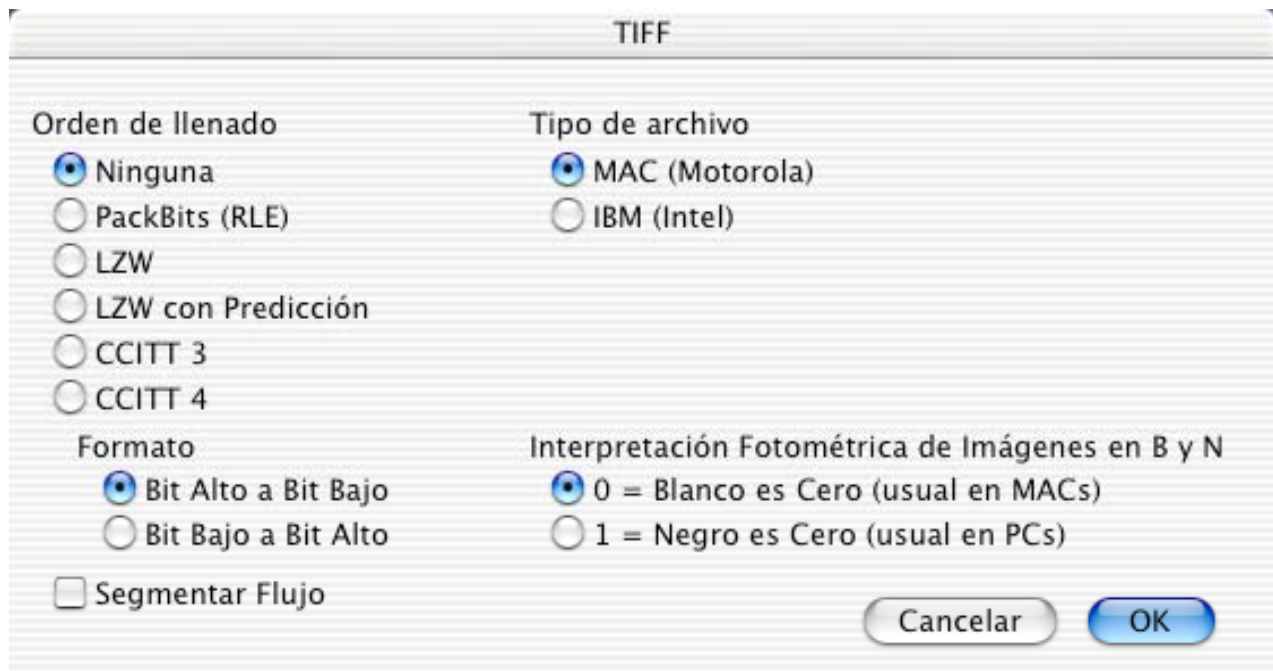 TIFF
Orden de llenado
Ninguna
PackBits (RLE)
LZW
LZW con Predicción
CCITT 3
CCITT 4
Formato
Bit Alto a Bit Bajo
Bit Bajo a Bit Alto
Segmentar Flujo
Tipo de archivo
MAC (Motorola)
IBM (Intel)
Interpretación Fotométrica de Imágenes en B y N
0 = Blanco es Cero (usual en MACs)
1 = Negro es Cero (usual en PCs)
Cancelar
OK